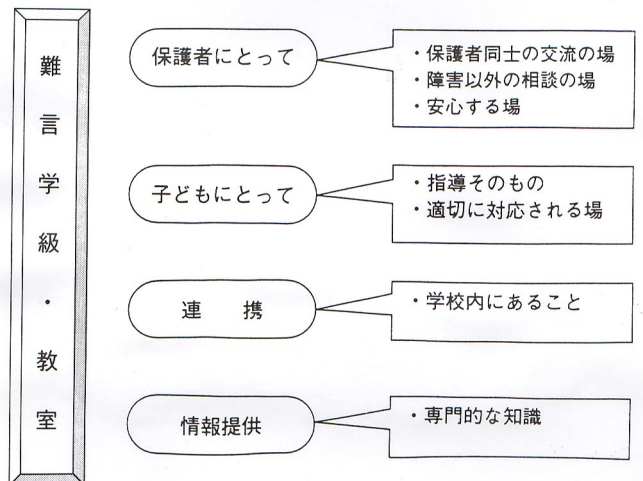 難言学級・教室
保護者にとって
・保護者同士の交流の場
・障害以外の相談の場
・安心する場
子どもにとって
・指導そのもの
・適切に対応される場
連　携
・学校内にあること
情報提供
・専門的な知識